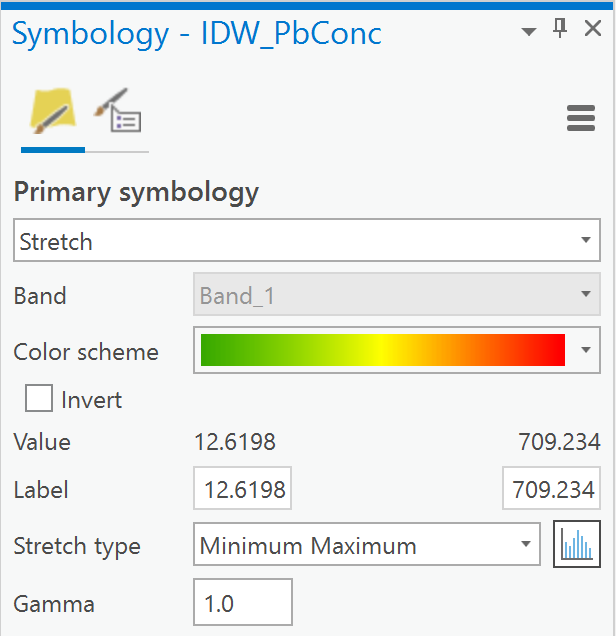 Symbology - IDW_PbConc
Primary symbology
Stretch
Band Band_1
Color scheme
Invert
Value 12.6198 709.234
Label 12.6198 709.234
Stretch type Minimum Maximum
Gamma 1.0